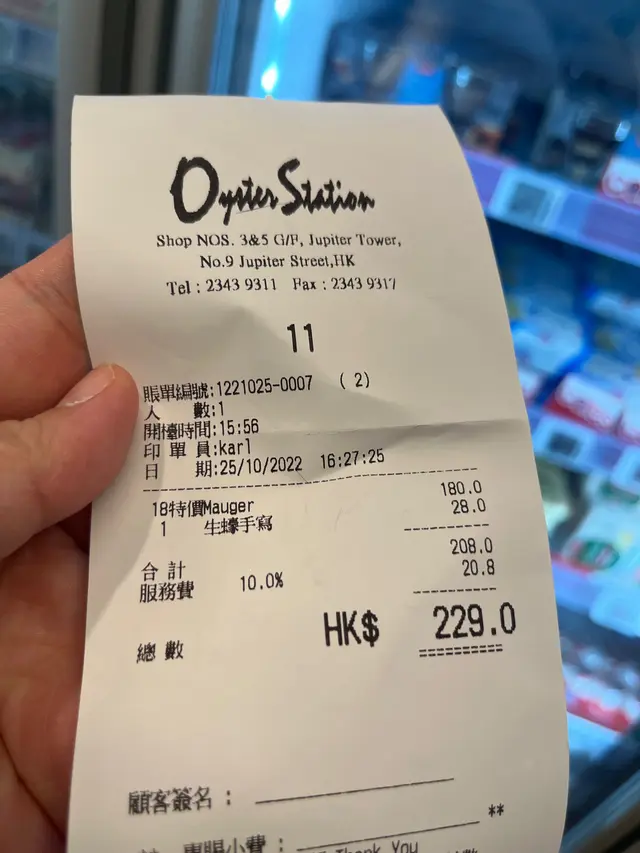 Oyster Station
Shop NOS. 3&5 G/F, Jupiter Tower,
No.9 Jupiter Street,HK
Tel : 2343 9311 Fax : 2343 9317
11
賬單編號:1221025-0007 ( 2)
人 數:1
開檯時間:15:56
印 單 員:karl
日 期:25/10/2022 16:27:25
18特價Mauger 180.0
1 生蠔手寫 28.0
合 計 208.0
服務費 10.0% 20.8
總 數 HK$ 229.0
顧客簽名 :
**
小費 :
Thank You